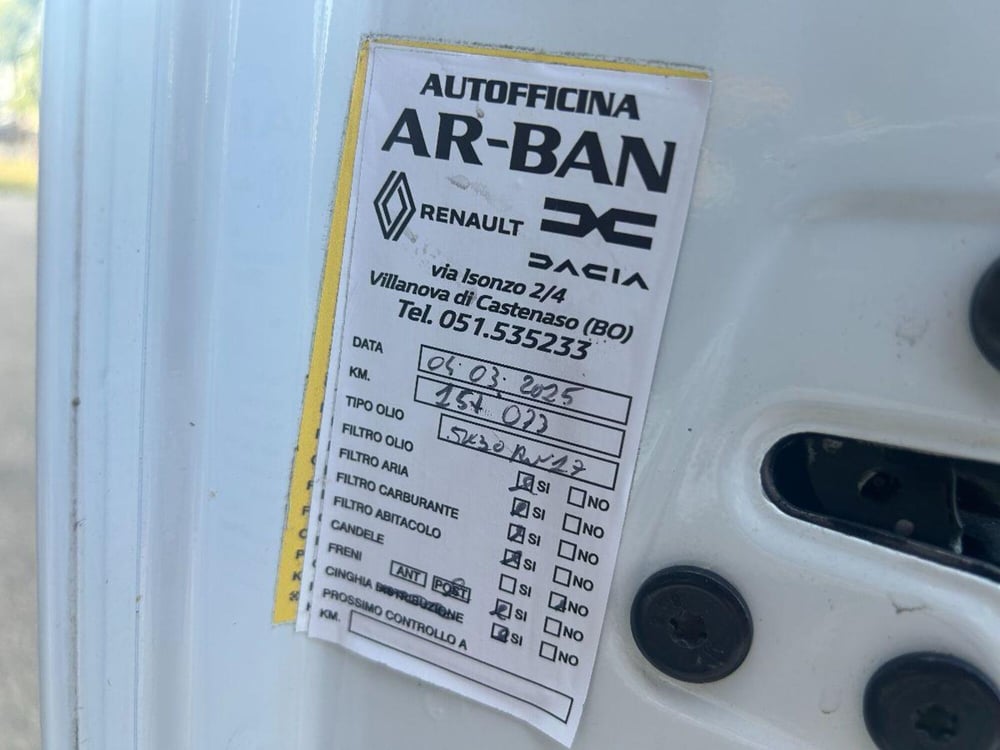 AUTOFFICINA
AR-BAN
RENAULT
DACIA
via Isonzo 2/4
Villanova di Castenaso (BO)
Tel. 051.535233
DATA 04.03.2025
KM.
TIPO OLIO 5W30 RN17
FILTRO OLIO SI NO
FILTRO ARIA SI NO
FILTRO CARBURANTE SI NO
FILTRO ABITACOLO SI NO
CANDELE SI NO
FRENI ANT POST SI NO
CINGHIA DISTRIBUZIONE SI NO
PROSSIMO CONTROLLO A
KM.